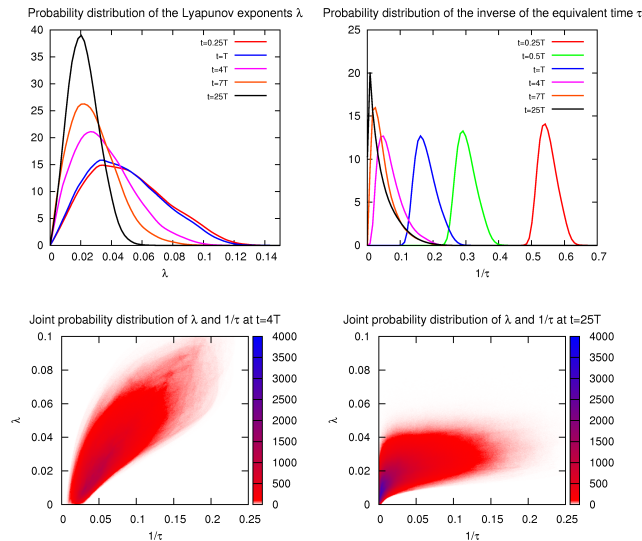 Probability distribution of the Lyapunov exponents λ
40
35
30
25
20
15
10
5
0
0 0.02 0.04 0.06 0.08 0.10 0.12 0.14
λ
t=0.25T
t=T
t=4T
t=7T
t=25T
Probability distribution of the inverse of the equivalent time τ
25
20
15
10
5
0
0 0.1 0.2 0.3 0.4 0.5 0.6 0.7
1/τ
t=0.25T
t=0.5T
t=T
t=4T
t=7T
t=25T
Joint probability distribution of λ and 1/τ at t=4T
0.1
0.08
0.06
0.04
0.02
0
λ
0 0.05 0.1 0.15 0.2 0.25
1/τ
4000
3500
3000
2500
2000
1500
1000
500
0
Joint probability distribution of λ and 1/τ at t=25T
0.1
0.08
0.06
0.04
0.02
0
λ
0 0.05 0.1 0.15 0.2 0.25
1/τ
4000
3500
3000
2500
2000
1500
1000
500
0